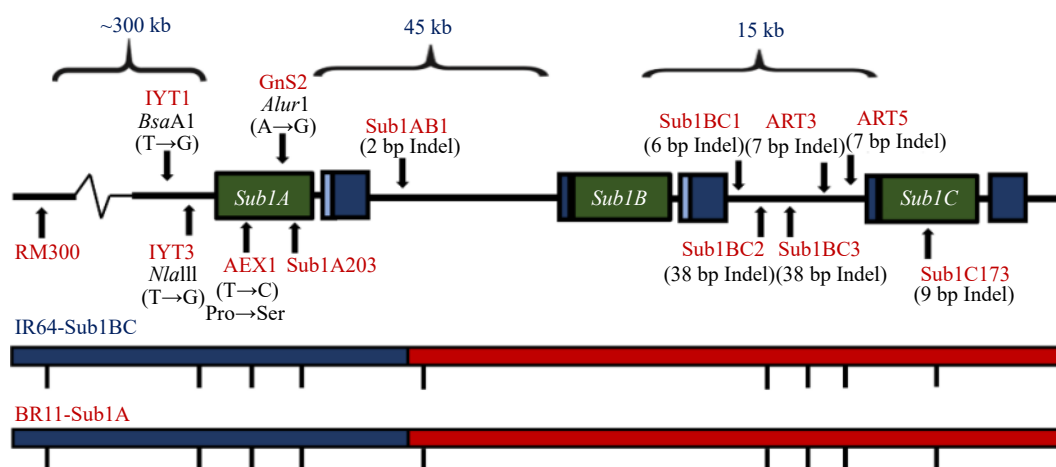 ~300 kb
45 kb
15 kb
IYT1
BsaA1
(T→G)
GnS2
Alur1
(A→G)
Sub1AB1
(2 bp Indel)
Sub1BC1
(6 bp Indel)
ART3
(7 bp Indel)
ART5
(7 bp Indel)
Sub1A
Sub1B
Sub1C
RM300
IYT3
NlaIII
(T→G)
AEX1
(T→C)
Pro→Ser
Sub1A203
Sub1BC2
(38 bp Indel)
Sub1BC3
(38 bp Indel)
Sub1C173
(9 bp Indel)
IR64-Sub1BC
BR11-Sub1A